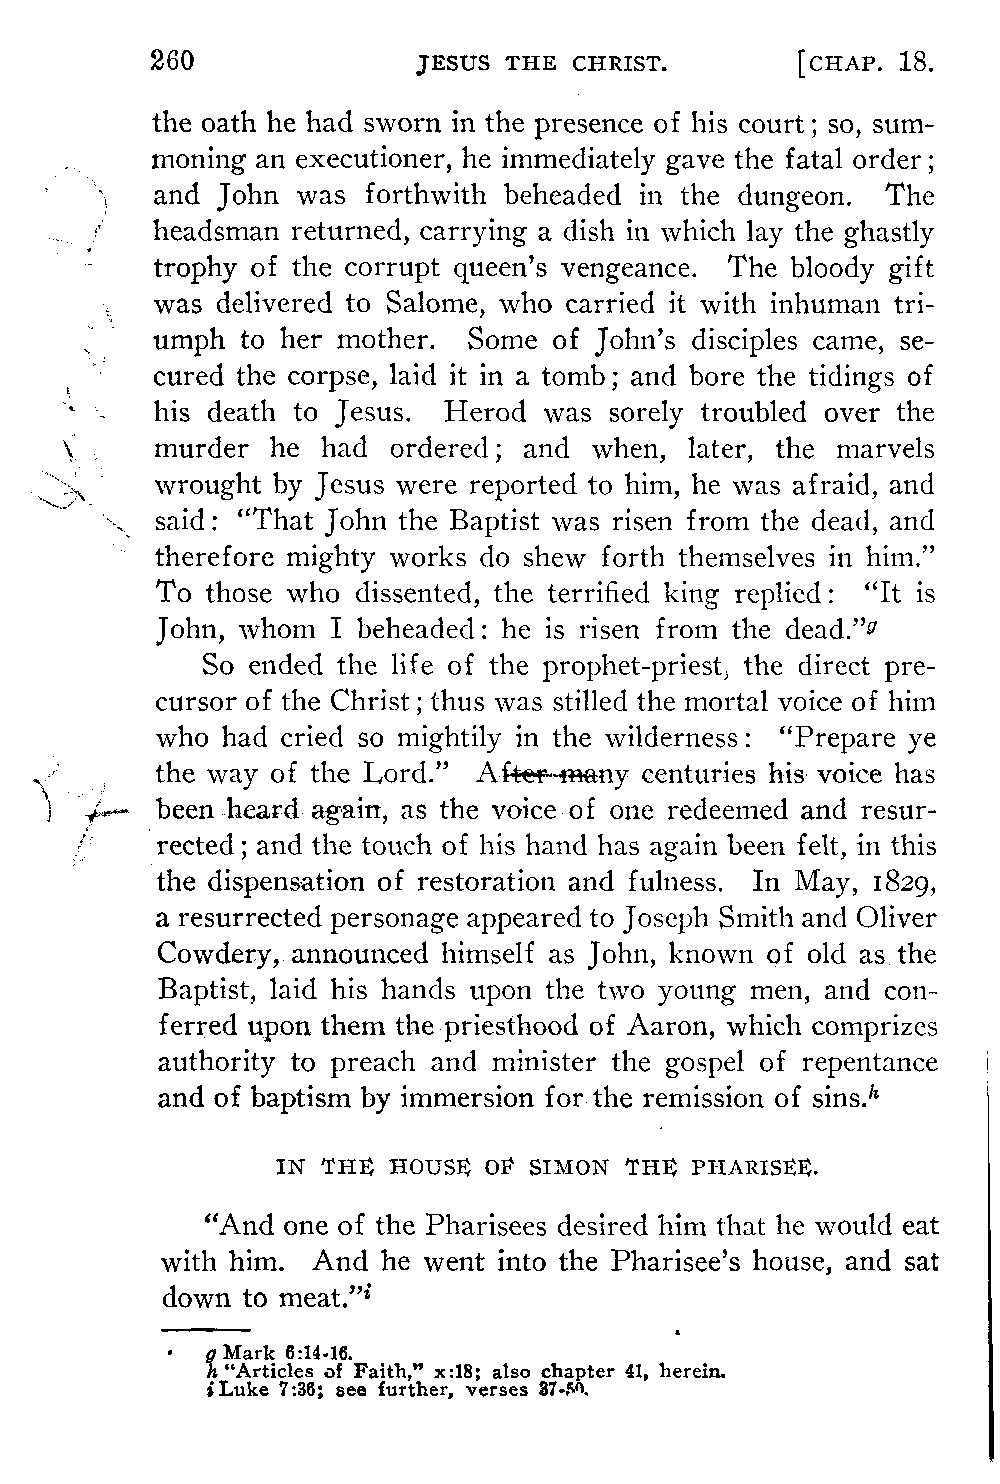 260 JESUS THE CHRIST. [CHAP. 18.
the oath he had sworn in the presence of his court; so, sum-
moning an executioner, he immediately gave the fatal order;
and John was forthwith beheaded in the dungeon. The
headsman returned, carrying a dish in which lay the ghastly
trophy of the corrupt queen's vengeance. The bloody gift
was delivered to Salome, who carried it with inhuman tri-
umph to her mother. Some of John's disciples came, se-
cured the corpse, laid it in a tomb; and bore the tidings of
his death to Jesus. Herod was sorely troubled over the
murder he had ordered; and when, later, the marvels
wrought by Jesus were reported to him, he was afraid, and
said: "That John the Baptist was risen from the dead, and
therefore mighty works do shew forth themselves in him."
To those who dissented, the terrified king replied: "It is
John, whom I beheaded: he is risen from the dead."g
So ended the life of the prophet-priest, the direct pre-
cursor of the Christ; thus was stilled the mortal voice of him
who had cried so mightily in the wilderness: "Prepare ye
the way of the Lord." After many centuries his voice has
been heard again, as the voice of one redeemed and resur-
rected; and the touch of his hand has again been felt, in this
the dispensation of restoration and fulness. In May, 1829,
a resurrected personage appeared to Joseph Smith and Oliver
Cowdery, announced himself as John, known of old as the
Baptist, laid his hands upon the two young men, and con-
ferred upon them the priesthood of Aaron, which comprizes
authority to preach and minister the gospel of repentance
and of baptism by immersion for the remission of sins.h
IN THE HOUSE OF SIMON THE PHARISEE.
"And one of the Pharisees desired him that he would eat
with him. And he went into the Pharisee's house, and sat
down to meat."i
g Mark 6:14-16.
h "Articles of Faith," x:18; also chapter 41, herein.
i Luke 7:36; see further, verses 37-50.